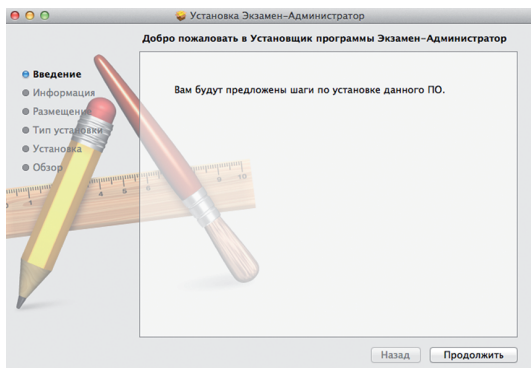 Установка Экзамен-Администратор
Добро пожаловать в Установщик программы Экзамен-Администратор
Введение
Информация
Размещение
Тип установки
Установка
Обзор
Вам будут предложены шаги по установке данного ПО.
Назад
Продолжить